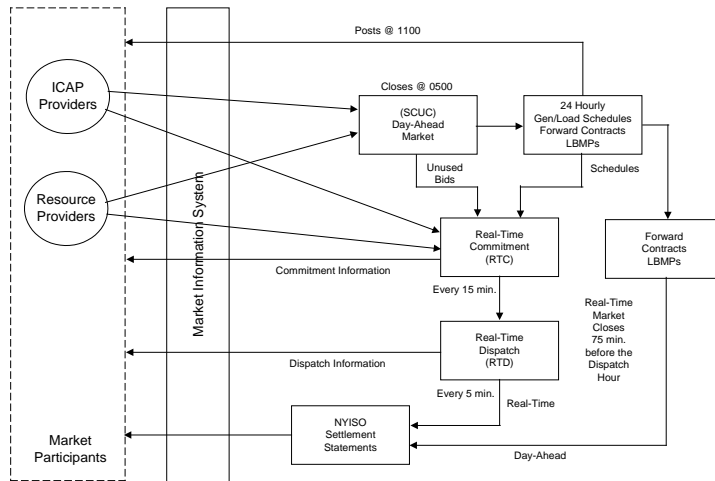 Posts @ 1100
ICAP
Providers
Closes @ 0500
(SCUC)
Day-Ahead
Market
24 Hourly
Gen/Load Schedules
Forward Contracts
LBMPs
Unused
Bids
Schedules
Resource
Providers
Market Information System
Real-Time
Commitment
(RTC)
Forward
Contracts
LBMPs
Commitment Information
Every 15 min.
Real-Time
Market
Closes
75 min.
before the
Dispatch
Hour
Real-Time
Dispatch
(RTD)
Dispatch Information
Every 5 min.
Real-Time
NYISO
Settlement
Statements
Market
Participants
Day-Ahead